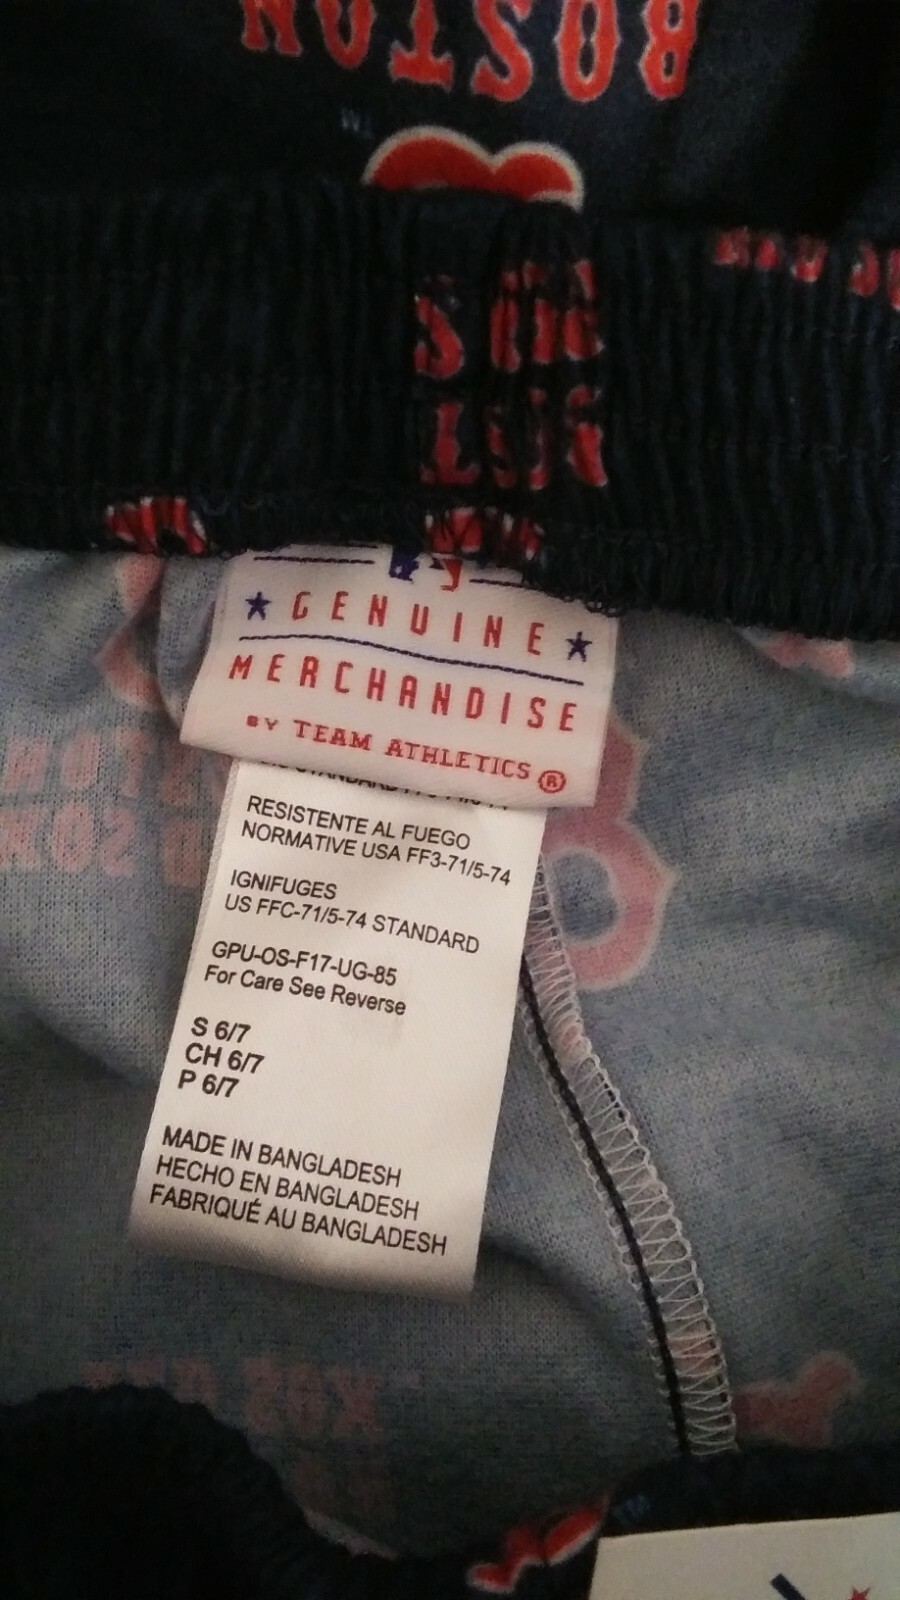 BOSTON
GENUINE
MERCHANDISE
BY TEAM ATHLETICS ®
RESISTENTE AL FUEGO
NORMATIVE USA FF3-71/5-74
IGNIFUGES
US FFC-71/5-74 STANDARD
GPU-OS-F17-UG-85
For Care See Reverse
S 6/7
CH 6/7
P 6/7
MADE IN BANGLADESH
HECHO EN BANGLADESH
FABRIQUÉ AU BANGLADESH